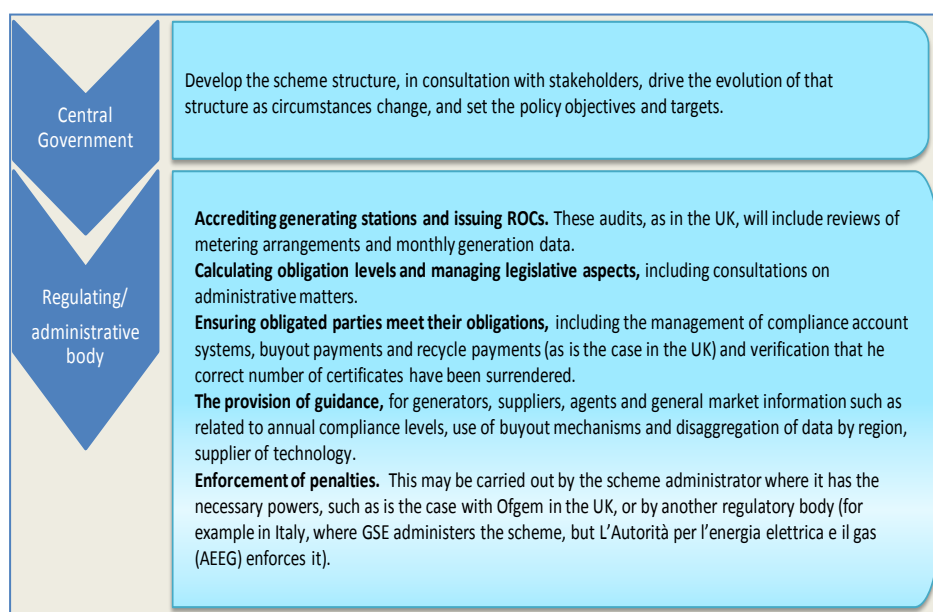 Central
Government
Develop the scheme structure, in consultation with stakeholders, drive the evolution of that
structure as circumstances change, and set the policy objectives and targets.
Regulating/
administrative
body
Accrediting generating stations and issuing ROCs. These audits, as in the UK, will include reviews of
metering arrangements and monthly generation data.
Calculating obligation levels and managing legislative aspects, including consultations on
administrative matters.
Ensuring obligated parties meet their obligations, including the management of compliance account
systems, buyout payments and recycle payments (as is the case in the UK) and verification that he
correct number of certificates have been surrendered.
The provision of guidance, for generators, suppliers, agents and general market information such as
related to annual compliance levels, use of buyout mechanisms and disaggregation of data by region,
supplier of technology.
Enforcement of penalties. This may be carried out by the scheme administrator where it has the
necessary powers, such as is the case with Ofgem in the UK, or by another regulatory body (for
example in Italy, where GSE administers the scheme, but L'Autorità per l'energia elettrica e il gas
(AEEG) enforces it).